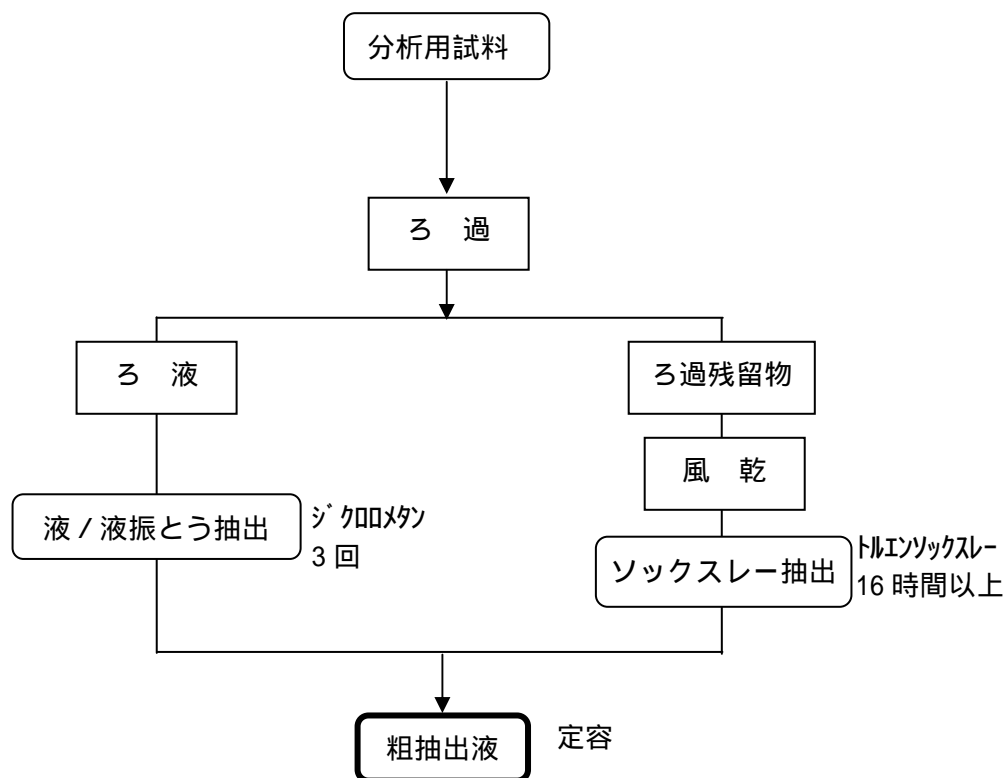 分析用試料
ろ　過
ろ　液
ろ過残留物
風　乾
液/液振とう抽出
ｼﾞｸﾛﾛﾒﾀﾝ
3回
ソックスレー抽出
ﾄﾙｴﾝｿｯｸｽﾚｰ
16時間以上
粗抽出液
定容